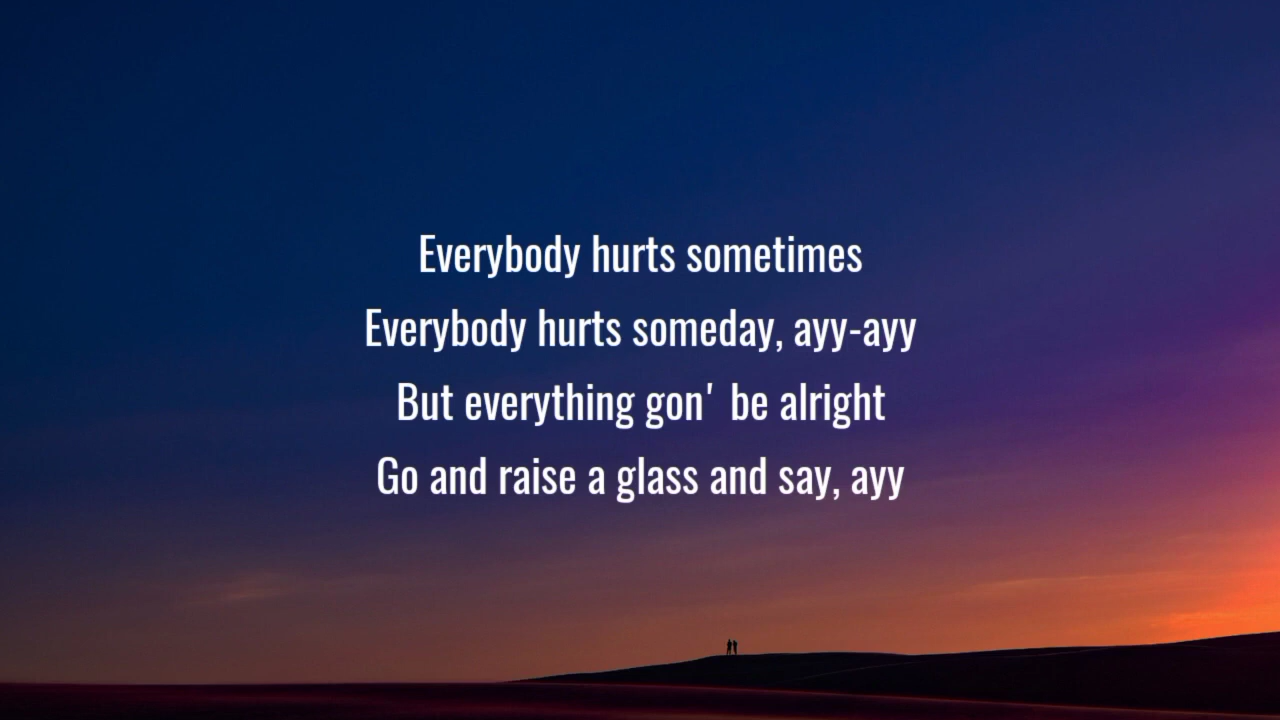 Everybody hurts sometimes
Everybody hurts someday, ayy-ayy
But everything gon' be alright
Go and raise a glass and say, ayy